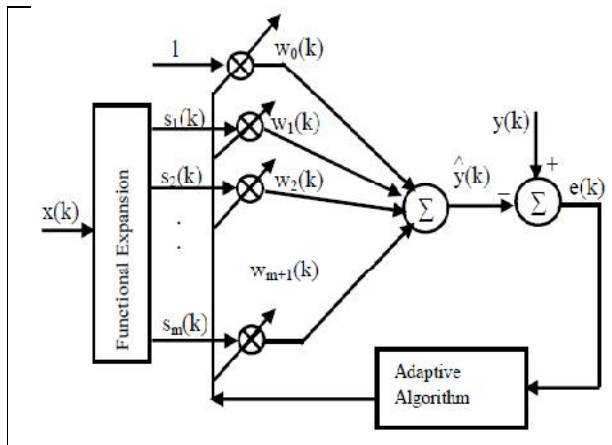 1
w0(k)
s1(k)
w1(k)
y(k)
s2(k)
w2(k)
ŷ(k)
+
−
e(k)
x(k)
Functional Expansion
Σ
Σ
.
.
wm+1(k)
sm(k)
Adaptive
Algorithm